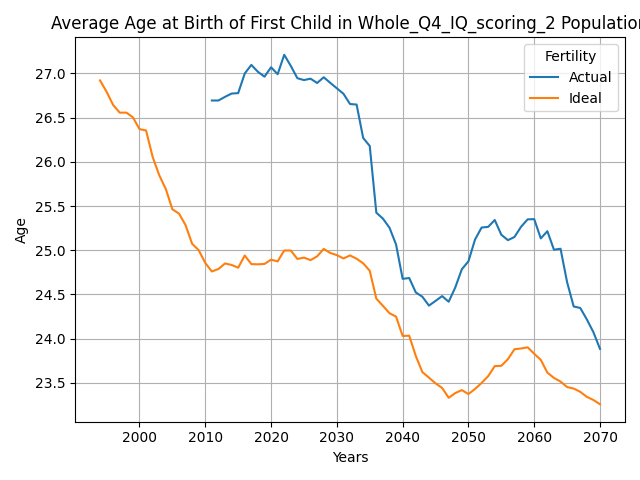 Average Age at Birth of First Child in Whole_Q4_IQ_scoring_2 Population
Fertility
Actual
Ideal
27.0
26.5
26.0
25.5
25.0
24.5
24.0
23.5
Age
2000 2010 2020 2030 2040 2050 2060 2070
Years